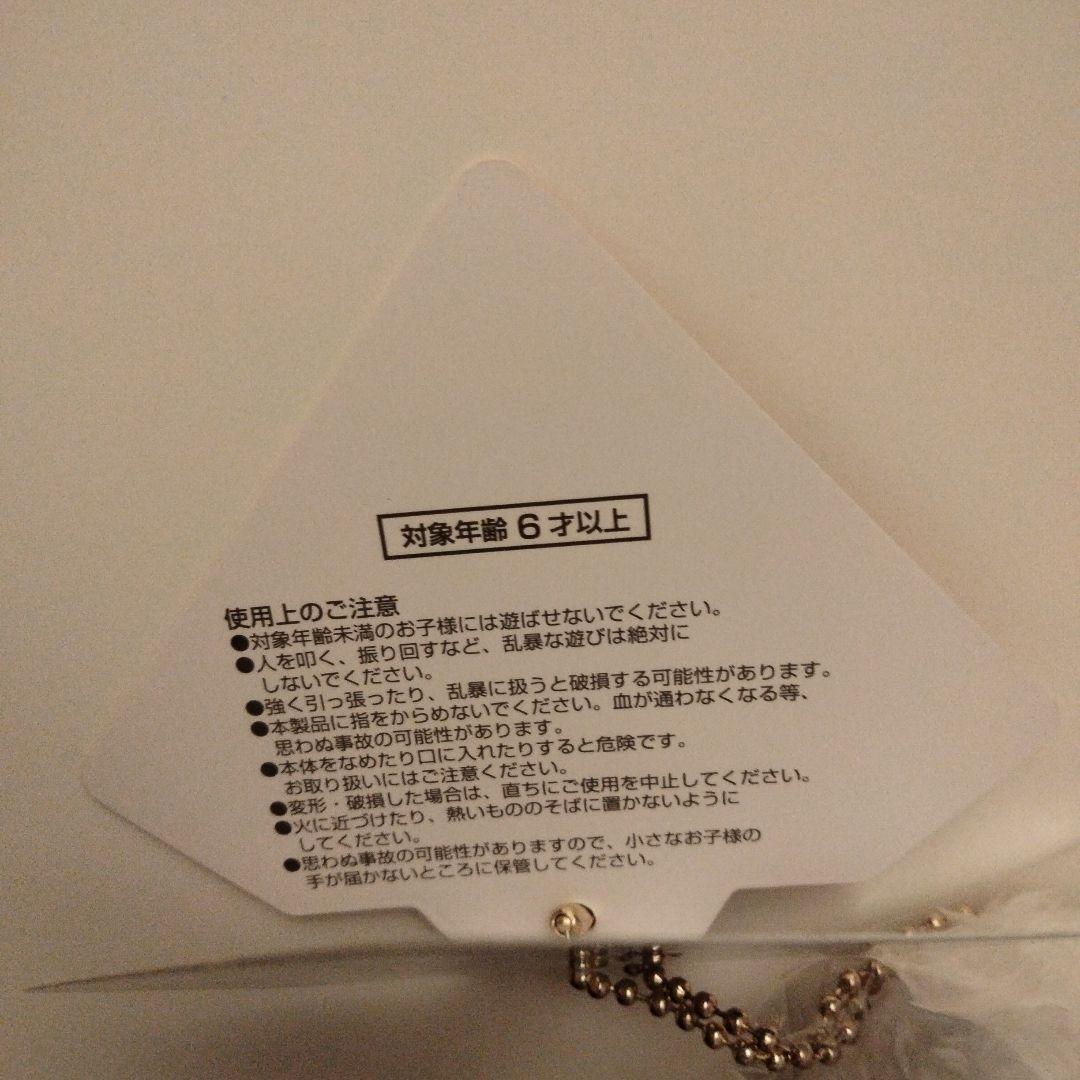 対象年齢 6 才以上
使用上のご注意
●対象年齢未満のお子様には遊ばせないでください。
●人を叩く、振り回すなど、乱暴な遊びは絶対に
しないでください。
●強く引っ張ったり、乱暴に扱うと破損する可能性があります。
●本製品に指をからめないでください。血が通わなくなる等、
思わぬ事故の可能性があります。
●本体をなめたり口に入れたりすると危険です。
お取り扱いにはご注意ください。
●変形・破損した場合は、直ちにご使用を中止してください。
●火に近づけたり、熱いもののそばに置かないように
してください。
●思わぬ事故の可能性がありますので、小さなお子様の
手が届かないところに保管してください。